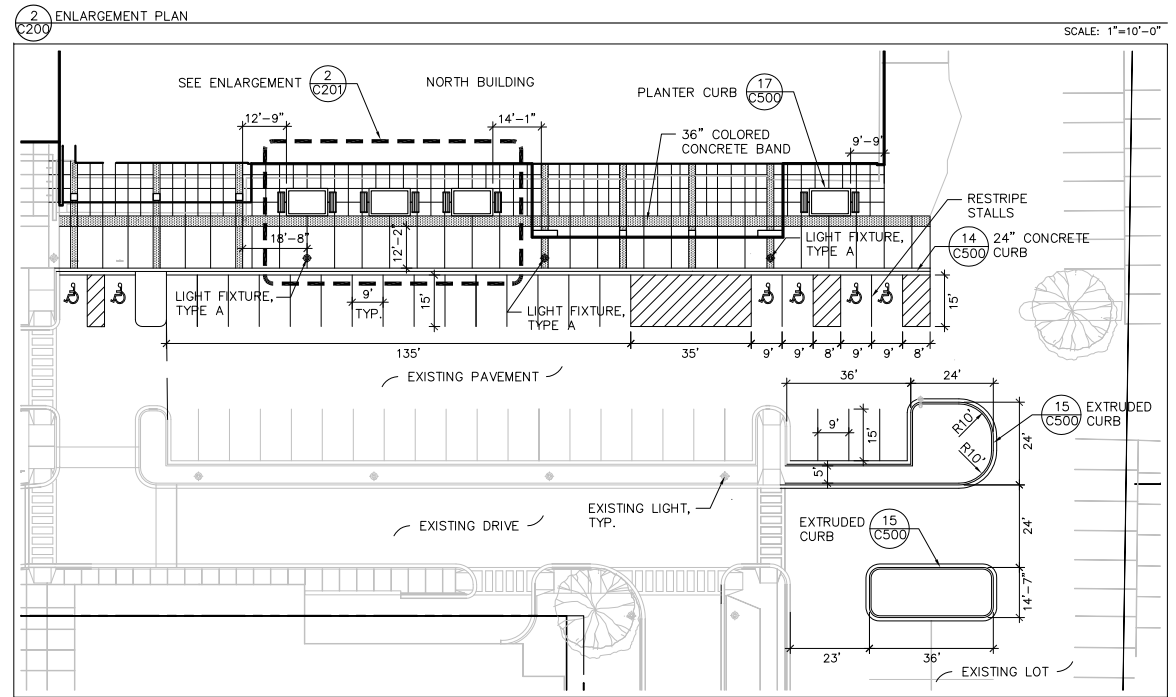 2
C200
ENLARGEMENT PLAN
SCALE: 1"=10'-0"
SEE ENLARGEMENT
2
C201
NORTH BUILDING
PLANTER CURB
17
C500
12'-9"
14'-1"
36" COLORED
CONCRETE BAND
9'-9"
RESTRIPE
STALLS
18'-8"
12'-2"
LIGHT FIXTURE,
TYPE A
14
C500
24" CONCRETE
CURB
LIGHT FIXTURE,
TYPE A
9'
TYP.
15'
LIGHT FIXTURE,
TYPE A
15'
135'
35'
9'
9'
8'
9'
9'
8'
EXISTING PAVEMENT
36'
24'
15
C500
EXTRUDED
CURB
9'
15'
R10'
R10'
24'
5'
EXISTING LIGHT,
TYP.
EXISTING DRIVE
EXTRUDED
CURB
15
C500
24'
14'-7"
23'
36'
EXISTING LOT